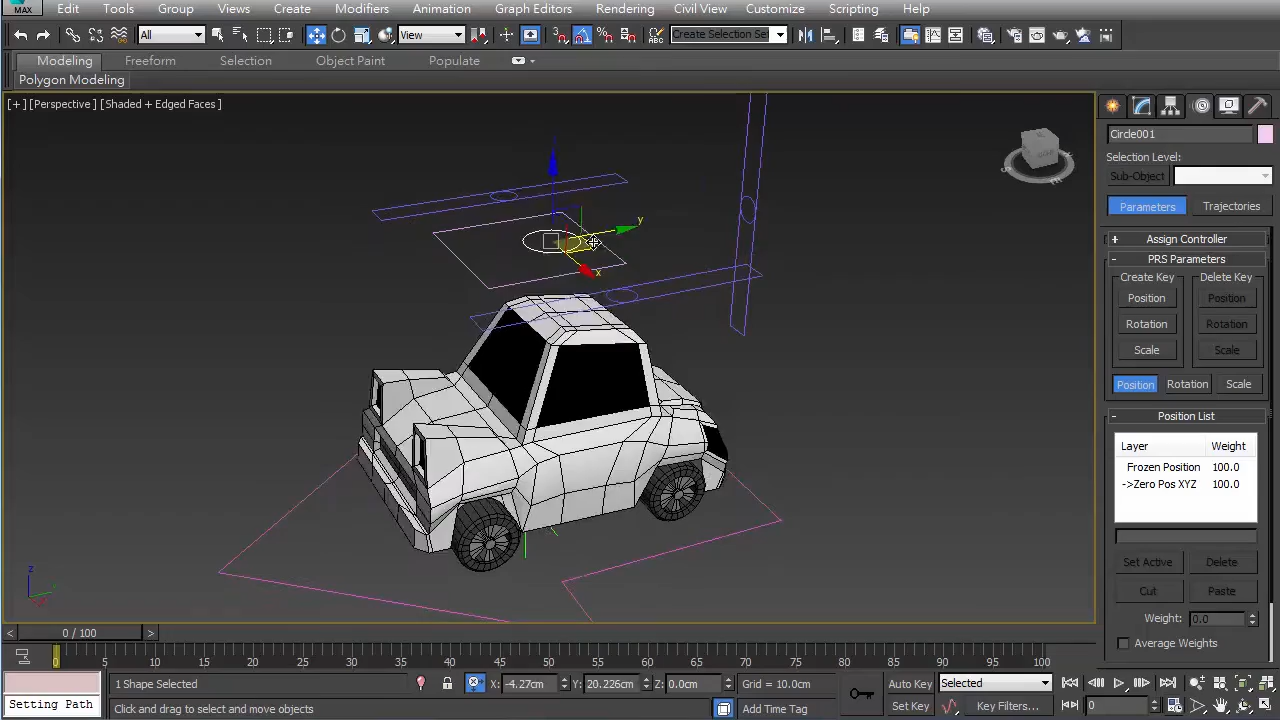 MAX Edit Tools Group Views Create Modifiers Animation Graph Editors Rendering Civil View Customize Scripting Help
All View Create Selection Set
Modeling Freeform Selection Object Paint Populate
Polygon Modeling
[+] [Perspective] [Shaded + Edged Faces]
Circle001
Selection Level:
Sub-Object
Parameters Trajectories
+ Assign Controller
- PRS Parameters
Create Key Delete Key
Position Position
Rotation Rotation
Scale Scale
Position Rotation Scale
- Position List
Layer Weight
Frozen Position 100.0
->Zero Pos XYZ 100.0
Set Active Delete
Cut Paste
Weight: 0.0
Average Weights
y
x
z
< 0 / 100 >
0 5 10 15 20 25 30 35 40 45 50 55 60 65 70 75 80 85 90 95 100
1 Shape Selected X: -4.27cm Y: 20.226cm Z: 0.0cm Grid = 10.0cm Auto Key Selected
Setting Path Click and drag to select and move objects Add Time Tag Set Key Key Filters... 0